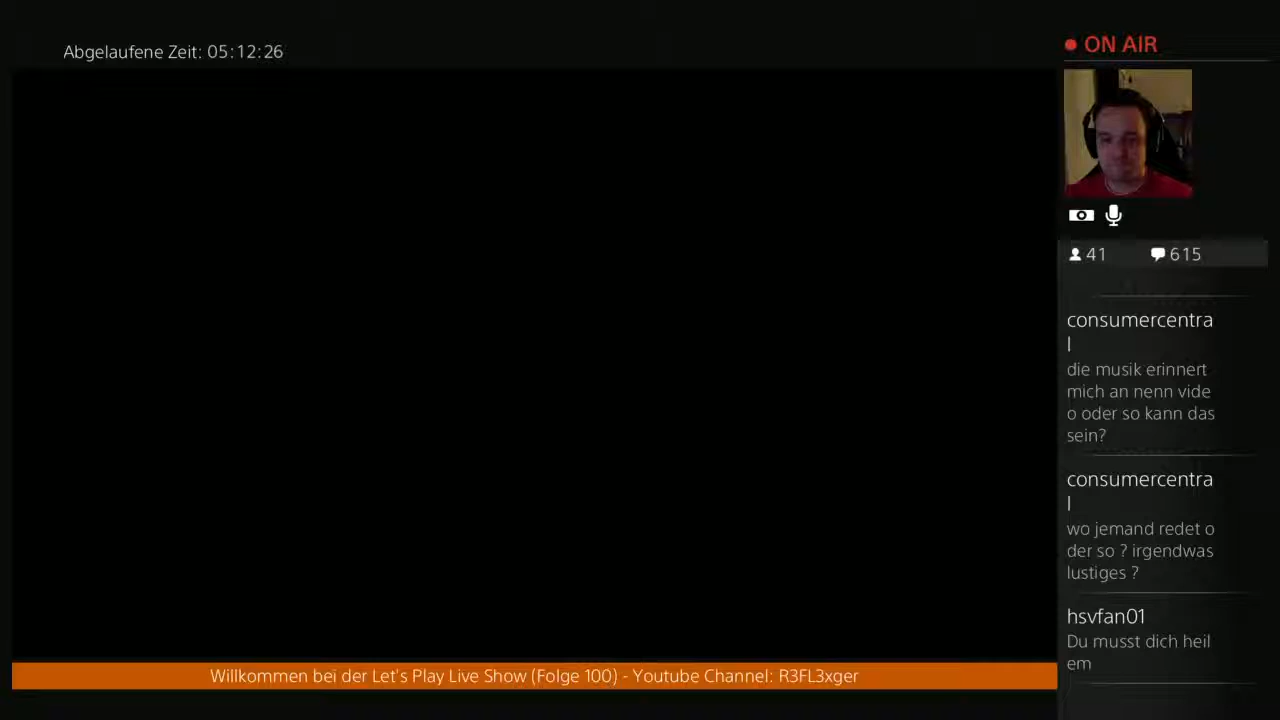 Abgelaufene Zeit: 05:12:26
ON AIR
41 615
consumercentra
l
die musik erinnert
mich an nenn vide
o oder so kann das
sein?
consumercentra
l
wo jemand redet o
der so ? irgendwas
lustiges ?
hsvfan01
Du musst dich heil
em
Willkommen bei der Let's Play Live Show (Folge 100) - Youtube Channel: R3FL3xger